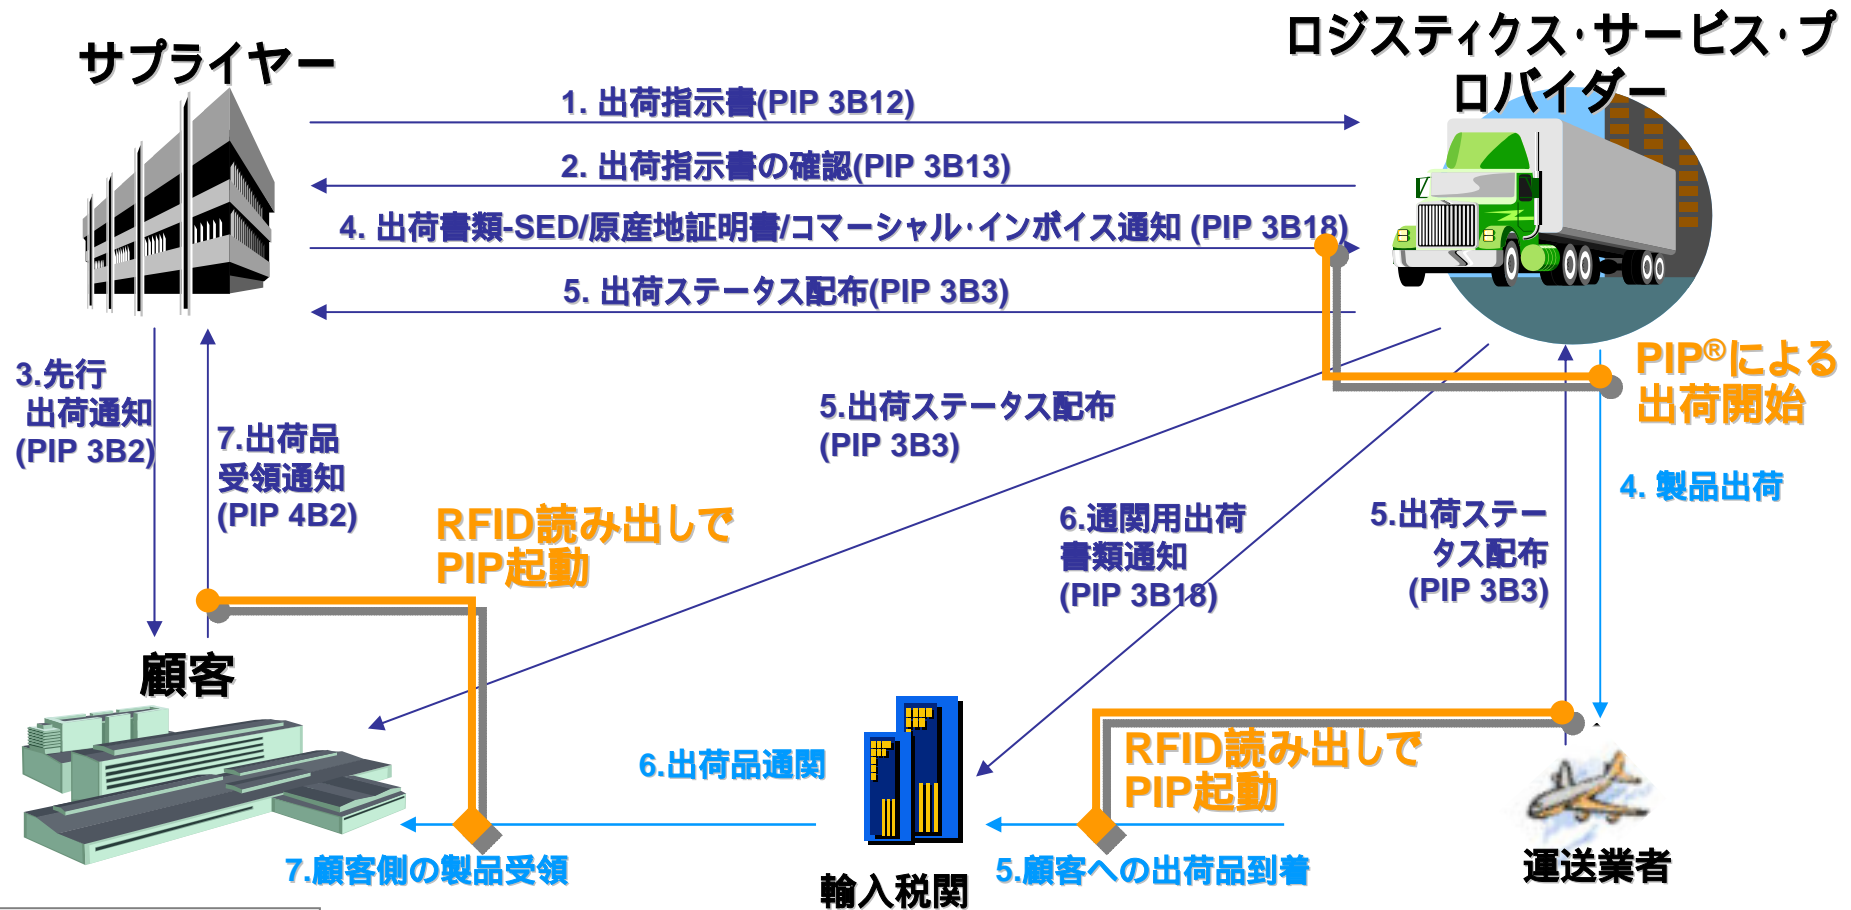 サプライヤー
ロジスティクス・サービス・プ
ロバイダー
1. 出荷指示書(PIP 3B12)
2. 出荷指示書の確認(PIP 3B13)
4. 出荷書類-SED/原産地証明書/コマーシャル・インボイス通知 (PIP 3B18)
5. 出荷ステータス配布(PIP 3B3)
3.先行
出荷通知
(PIP 3B2)
7.出荷品
受領通知
(PIP 4B2)
5.出荷ステータス配布
(PIP 3B3)
PIP®による
出荷開始
4. 製品出荷
RFID読み出しで
PIP起動
6.通関用出荷
書類通知
(PIP 3B18)
5.出荷ステー
タス配布
(PIP 3B3)
顧客
6.出荷品通関
RFID読み出しで
PIP起動
7.顧客側の製品受領
輸入税関
5.顧客への出荷品到着
運送業者